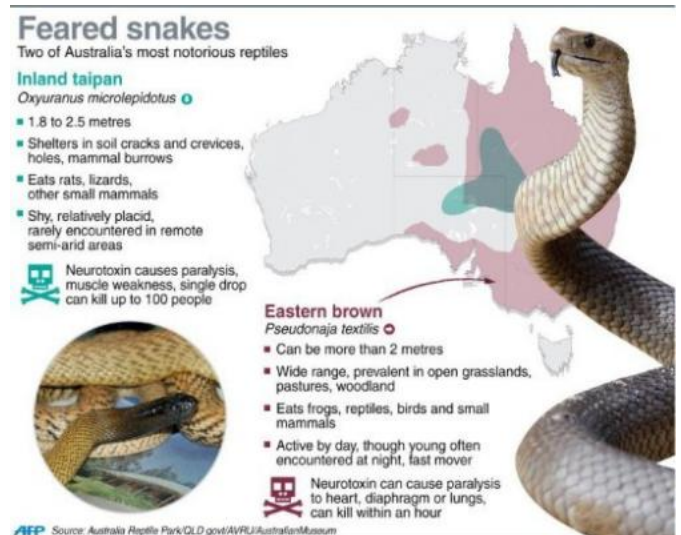 Feared snakes
Two of Australia's most notorious reptiles
Inland taipan
Oxyuranus microlepidotus
1.8 to 2.5 metres
Shelters in soil cracks and crevices,
holes, mammal burrows
Eats rats, lizards,
other small mammals
Shy, relatively placid,
rarely encountered in remote
semi-arid areas
Neurotoxin causes paralysis,
muscle weakness, single drop
can kill up to 100 people
Eastern brown
Pseudonaja textilis
Can be more than 2 metres
Wide range, prevalent in open grasslands,
pastures, woodland
Eats frogs, reptiles, birds and small
mammals
Active by day, though young often
encountered at night, fast mover
Neurotoxin can cause paralysis
to heart, diaphragm or lungs,
can kill within an hour
AFP Source: Australia Reptile Park/QLD govt/AVRU/AustralianMuseum